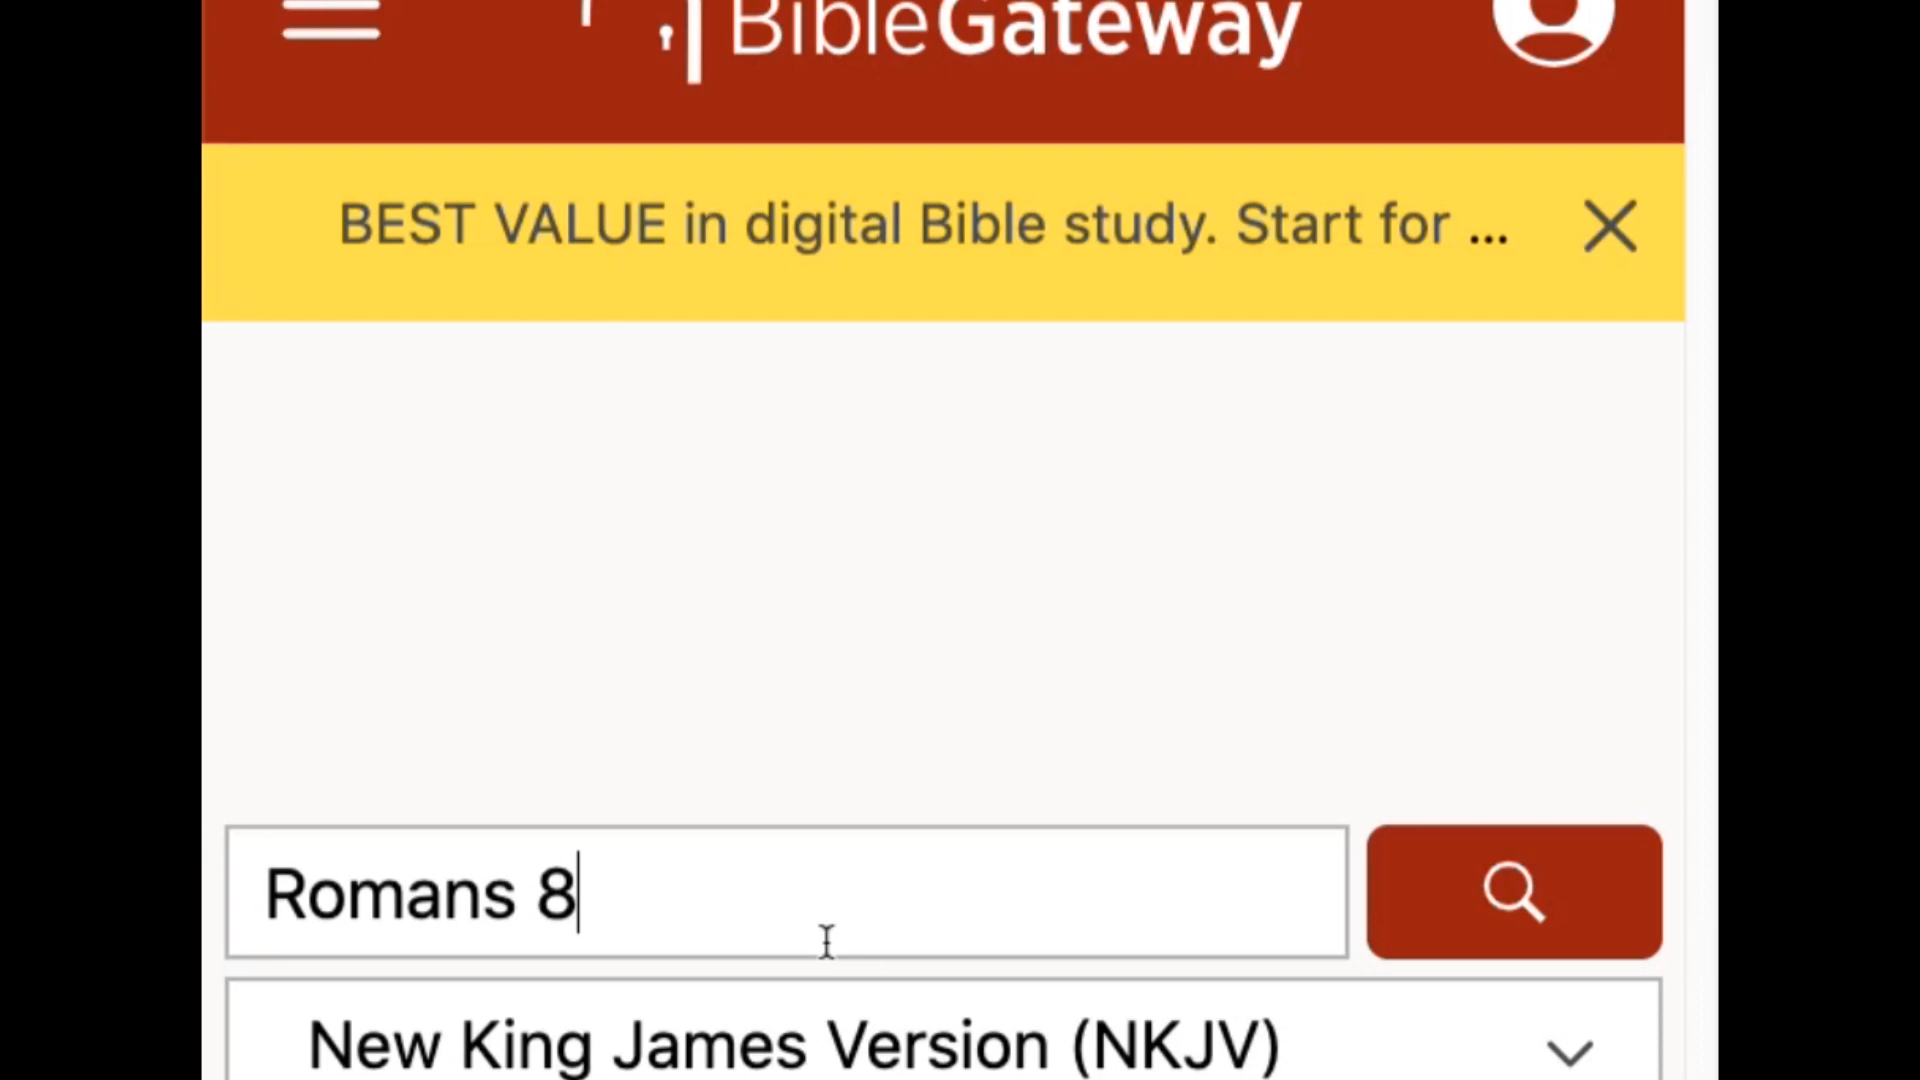 BibleGateway
BEST VALUE in digital Bible study. Start for ...
Romans 8
New King James Version (NKJV)